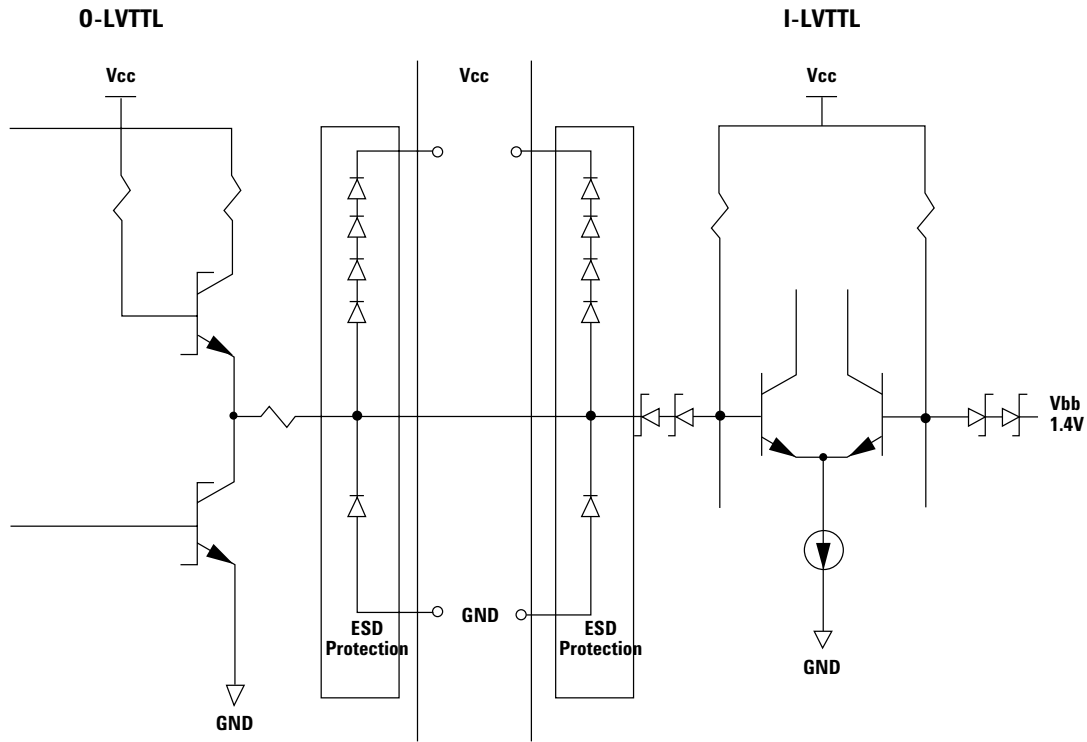 O-LVTTL
I-LVTTL
Vcc
Vcc
Vcc
Vbb
1.4V
GND
ESD
Protection
ESD
Protection
GND
GND